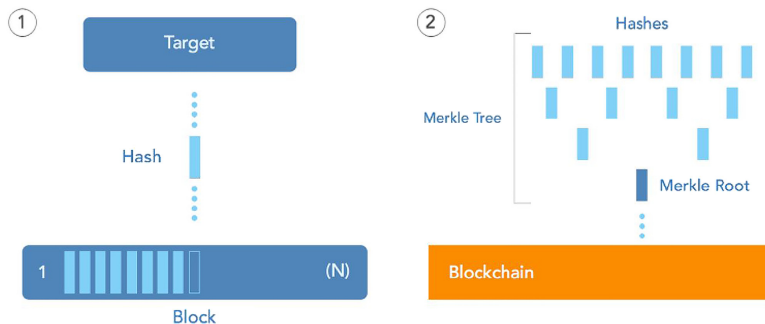 1
Target
Hash
1
(N)
Block
2
Hashes
Merkle Tree
Merkle Root
Blockchain